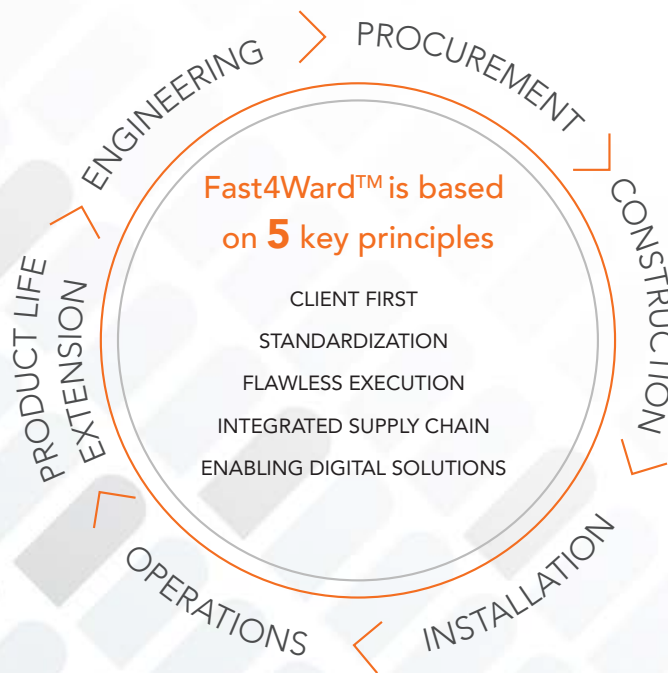 ENGINEERING
PROCUREMENT
CONSTRUCTION
INSTALLATION
OPERATIONS
PRODUCT LIFE
EXTENSION
Fast4Ward™ is based
on 5 key principles
CLIENT FIRST
STANDARDIZATION
FLAWLESS EXECUTION
INTEGRATED SUPPLY CHAIN
ENABLING DIGITAL SOLUTIONS